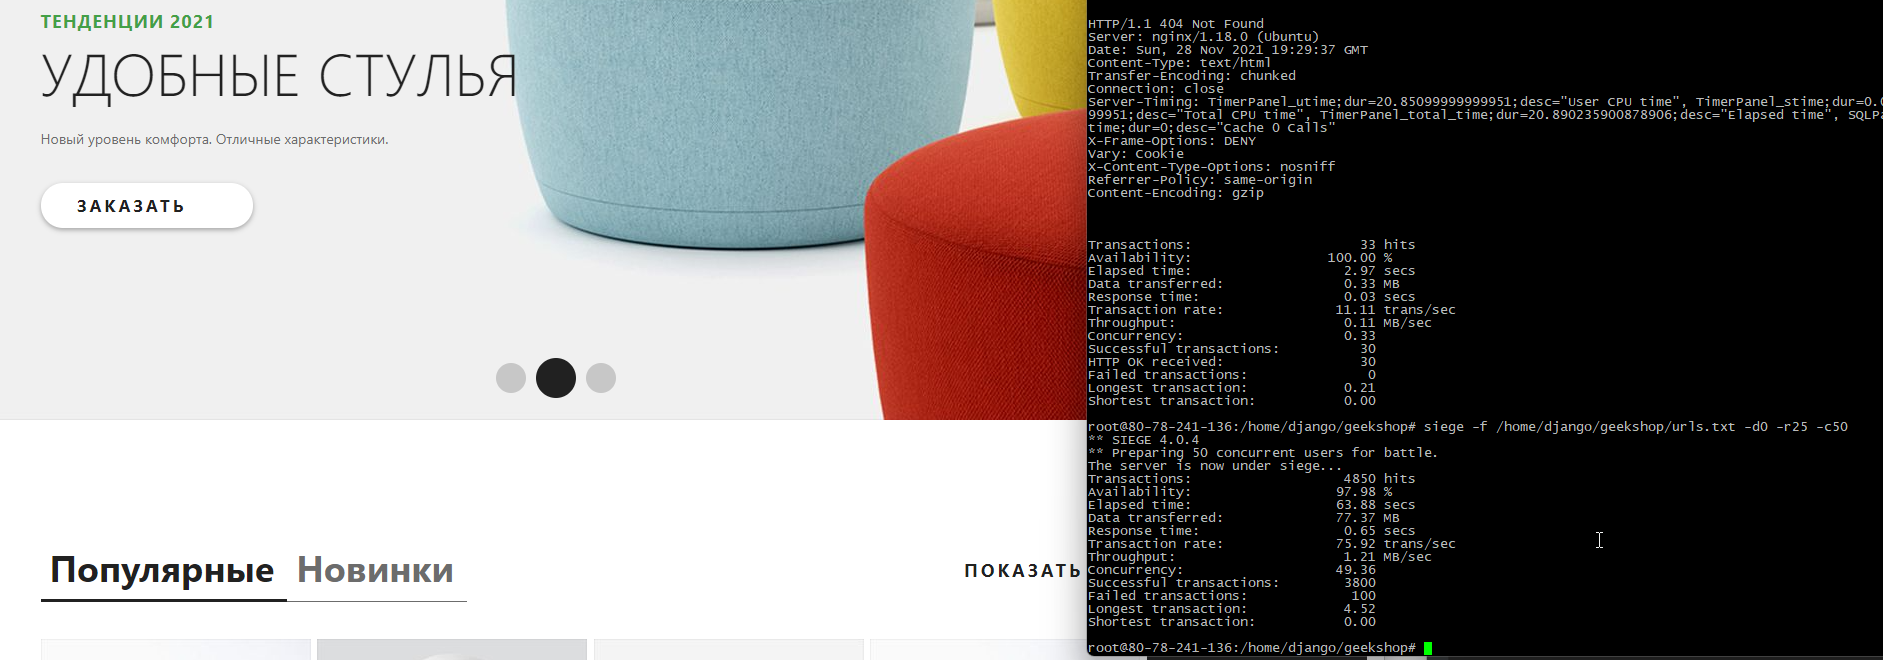 ТЕНДЕНЦИИ 2021
УДОБНЫЕ СТУЛЬЯ
Новый уровень комфорта. Отличные характеристики.
ЗАКАЗАТЬ
Популярные Новинки
ПОКАЗАТЬ
HTTP/1.1 404 Not Found
Server: nginx/1.18.0 (Ubuntu)
Date: Sun, 28 Nov 2021 19:29:37 GMT
Content-Type: text/html
Transfer-Encoding: chunked
Connection: close
Server-Timing: TimerPanel_utime;dur=20.85099999999951;desc="User CPU time", TimerPanel_stime;dur=0.0
99951;desc="Total CPU time", TimerPanel_total_time;dur=20.890235900878906;desc="Elapsed time", SQLPa
time;dur=0;desc="Cache 0 Calls"
X-Frame-Options: DENY
Vary: Cookie
X-Content-Type-Options: nosniff
Referrer-Policy: same-origin
Content-Encoding: gzip
Transactions: 33 hits
Availability: 100.00 %
Elapsed time: 2.97 secs
Data transferred: 0.33 MB
Response time: 0.03 secs
Transaction rate: 11.11 trans/sec
Throughput: 0.11 MB/sec
Concurrency: 0.33
Successful transactions: 30
HTTP OK received: 30
Failed transactions: 0
Longest transaction: 0.21
Shortest transaction: 0.00
root@80-78-241-136:/home/django/geekshop# siege -f /home/django/geekshop/urls.txt -d0 -r25 -c50
** SIEGE 4.0.4
** Preparing 50 concurrent users for battle.
The server is now under siege...
Transactions: 4850 hits
Availability: 97.98 %
Elapsed time: 63.88 secs
Data transferred: 77.37 MB
Response time: 0.65 secs
Transaction rate: 75.92 trans/sec
Throughput: 1.21 MB/sec
Concurrency: 49.36
Successful transactions: 3800
Failed transactions: 100
Longest transaction: 4.52
Shortest transaction: 0.00
root@80-78-241-136:/home/django/geekshop#